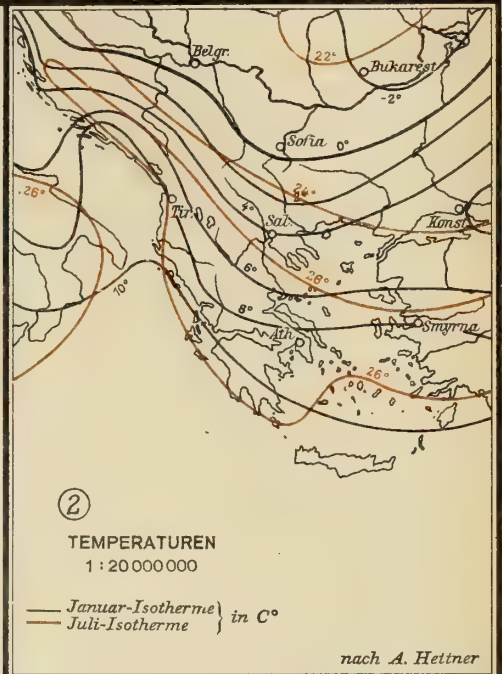 22°
Belgr.
Bukarest
-2°
Sofia
0°
26°
24°
Tir.
4°
Sal.
Konst.
6°
26°
10°
8°
Smyrna
Ath.
26°
2
TEMPERATUREN
1 : 20 000 000
Januar-Isotherme
Juli-Isotherme
} in C°
nach A. Hettner